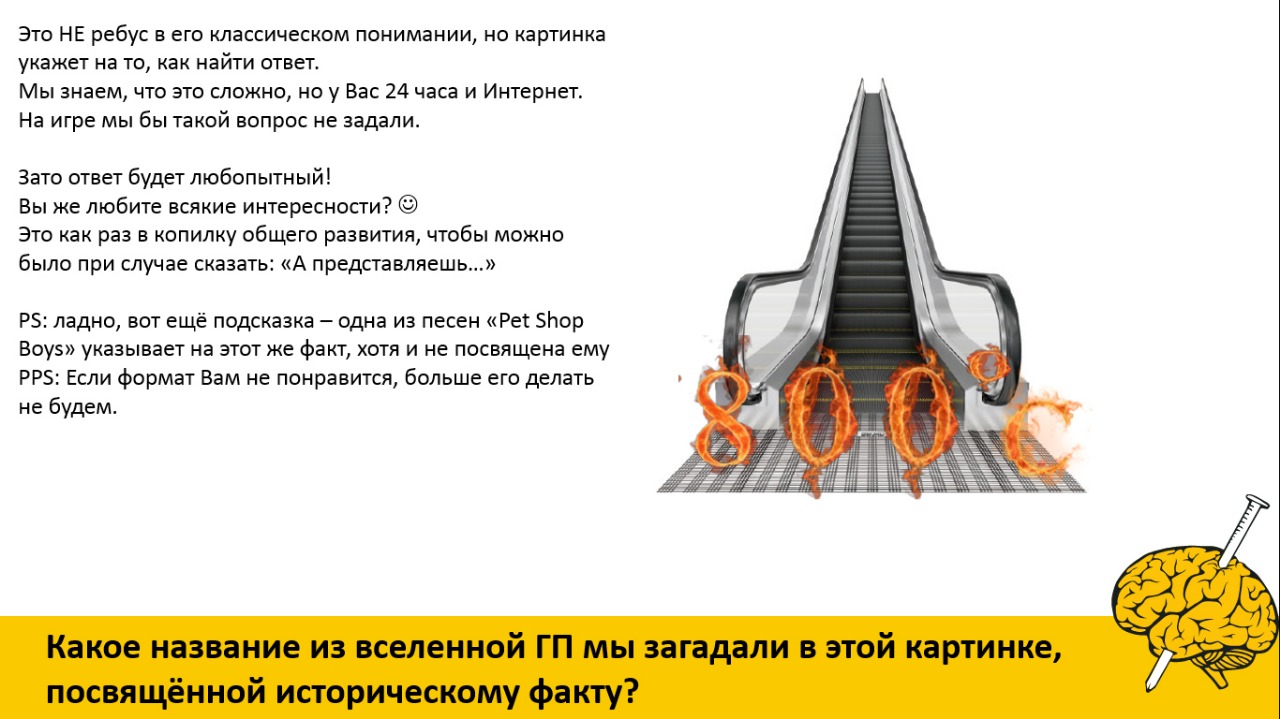 Это НЕ ребус в его классическом понимании, но картинка
укажет на то, как найти ответ.
Мы знаем, что это сложно, но у Вас 24 часа и Интернет.
На игре мы бы такой вопрос не задали.
Зато ответ будет любопытный!
Вы же любите всякие интересности? ☺
Это как раз в копилку общего развития, чтобы можно
было при случае сказать: «А представляешь…»
PS: ладно, вот ещё подсказка – одна из песен «Pet Shop
Boys» указывает на этот же факт, хотя и не посвящена ему
PPS: Если формат Вам не понравится, больше его делать
не будем.
800°C
Какое название из вселенной ГП мы загадали в этой картинке,
посвящённой историческому факту?